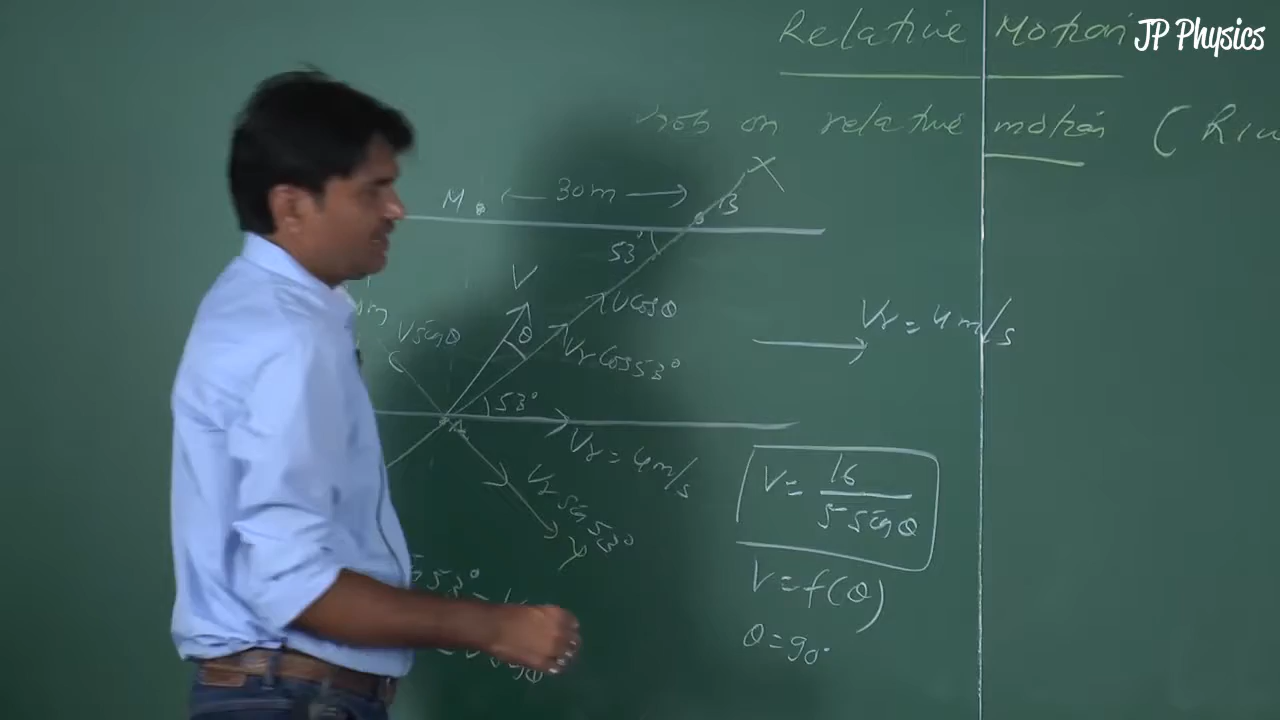 JP Physics
Relative Motion
on relative motion (
M 30m B X
53°
V
θ
Vcosθ
Vsinθ
m
Vr cos53°
Vr = 4m/s
53°
A
Vr = 4m/s
Vr sin53°
y
V = 16 / 5 sinθ
V = f(θ)
θ = 90°